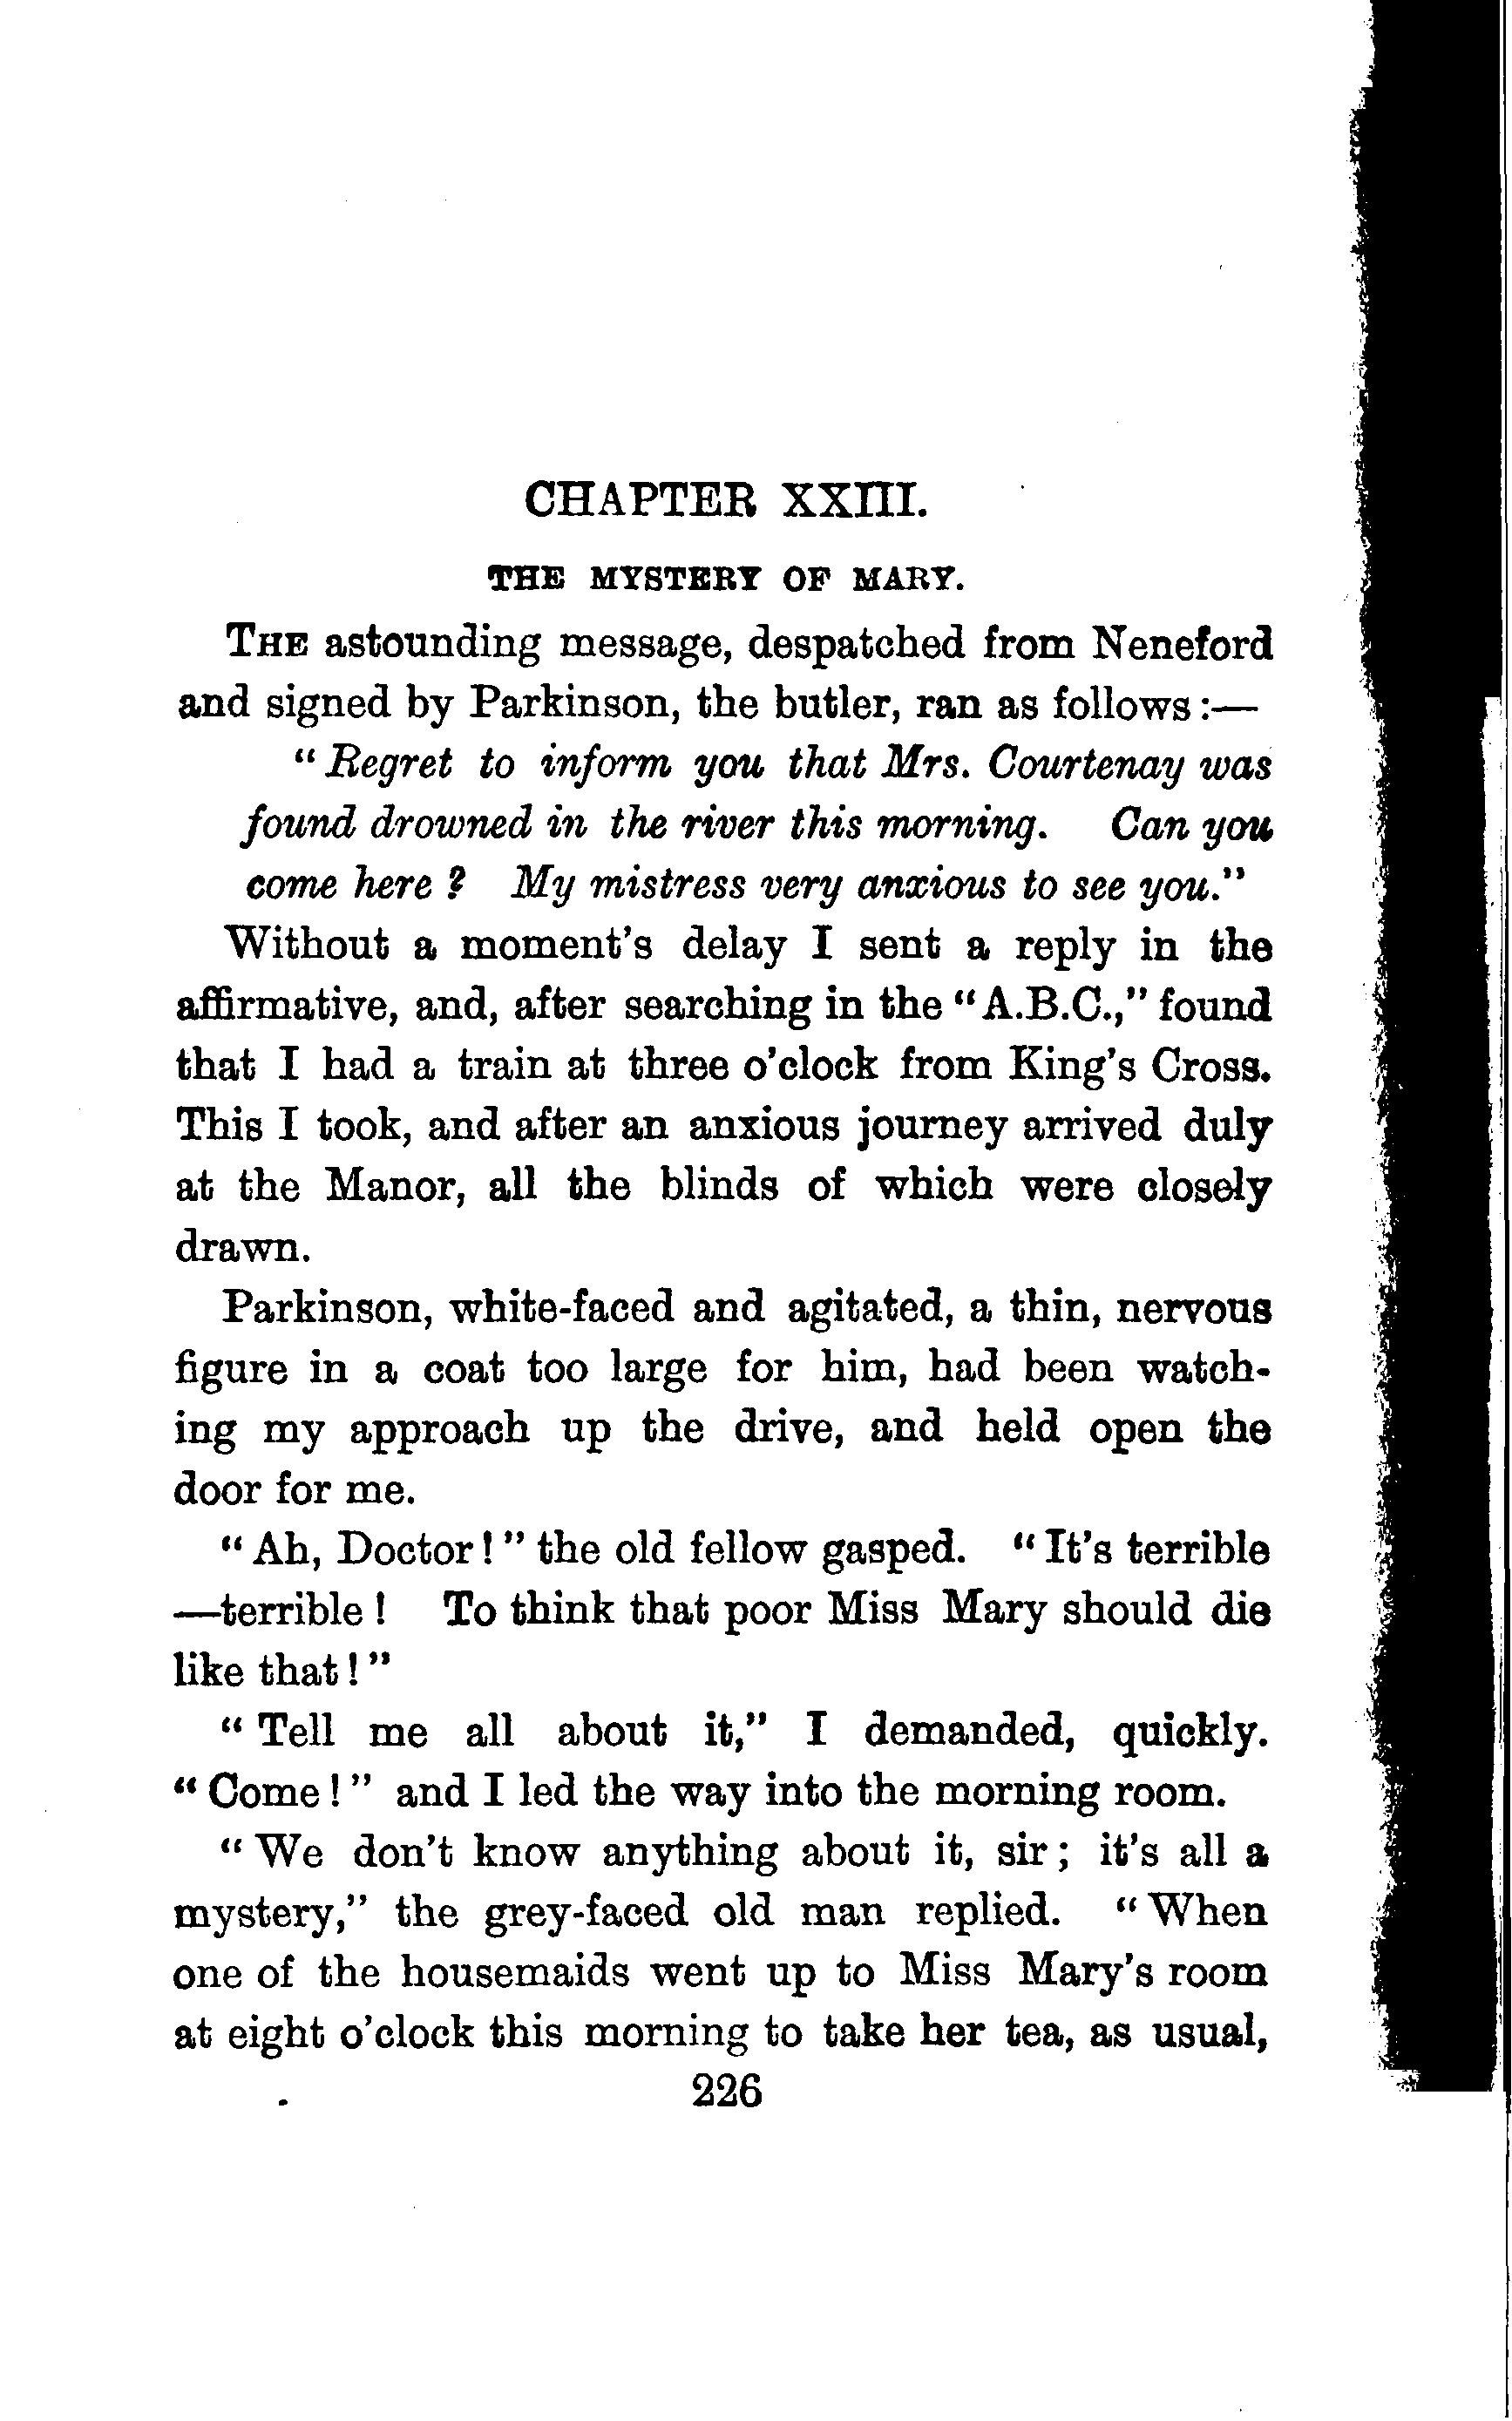 CHAPTER XXIII.
THE MYSTERY OF MARY.
THE astounding message, despatched from Neneford
and signed by Parkinson, the butler, ran as follows :—
" Regret to inform you that Mrs. Courtenay was
found drowned in the river this morning. Can you
come here ? My mistress very anxious to see you."
Without a moment's delay I sent a reply in the
affirmative, and, after searching in the "A.B.C.," found
that I had a train at three o'clock from King's Cross.
This I took, and after an anxious journey arrived duly
at the Manor, all the blinds of which were closely
drawn.
Parkinson, white-faced and agitated, a thin, nervous
figure in a coat too large for him, had been watch-
ing my approach up the drive, and held open the
door for me.
" Ah, Doctor ! " the old fellow gasped. " It's terrible
—terrible ! To think that poor Miss Mary should die
like that ! "
" Tell me all about it," I demanded, quickly.
" Come ! " and I led the way into the morning room.
" We don't know anything about it, sir ; it's all a
mystery," the grey-faced old man replied. " When
one of the housemaids went up to Miss Mary's room
at eight o'clock this morning to take her tea, as usual,
226